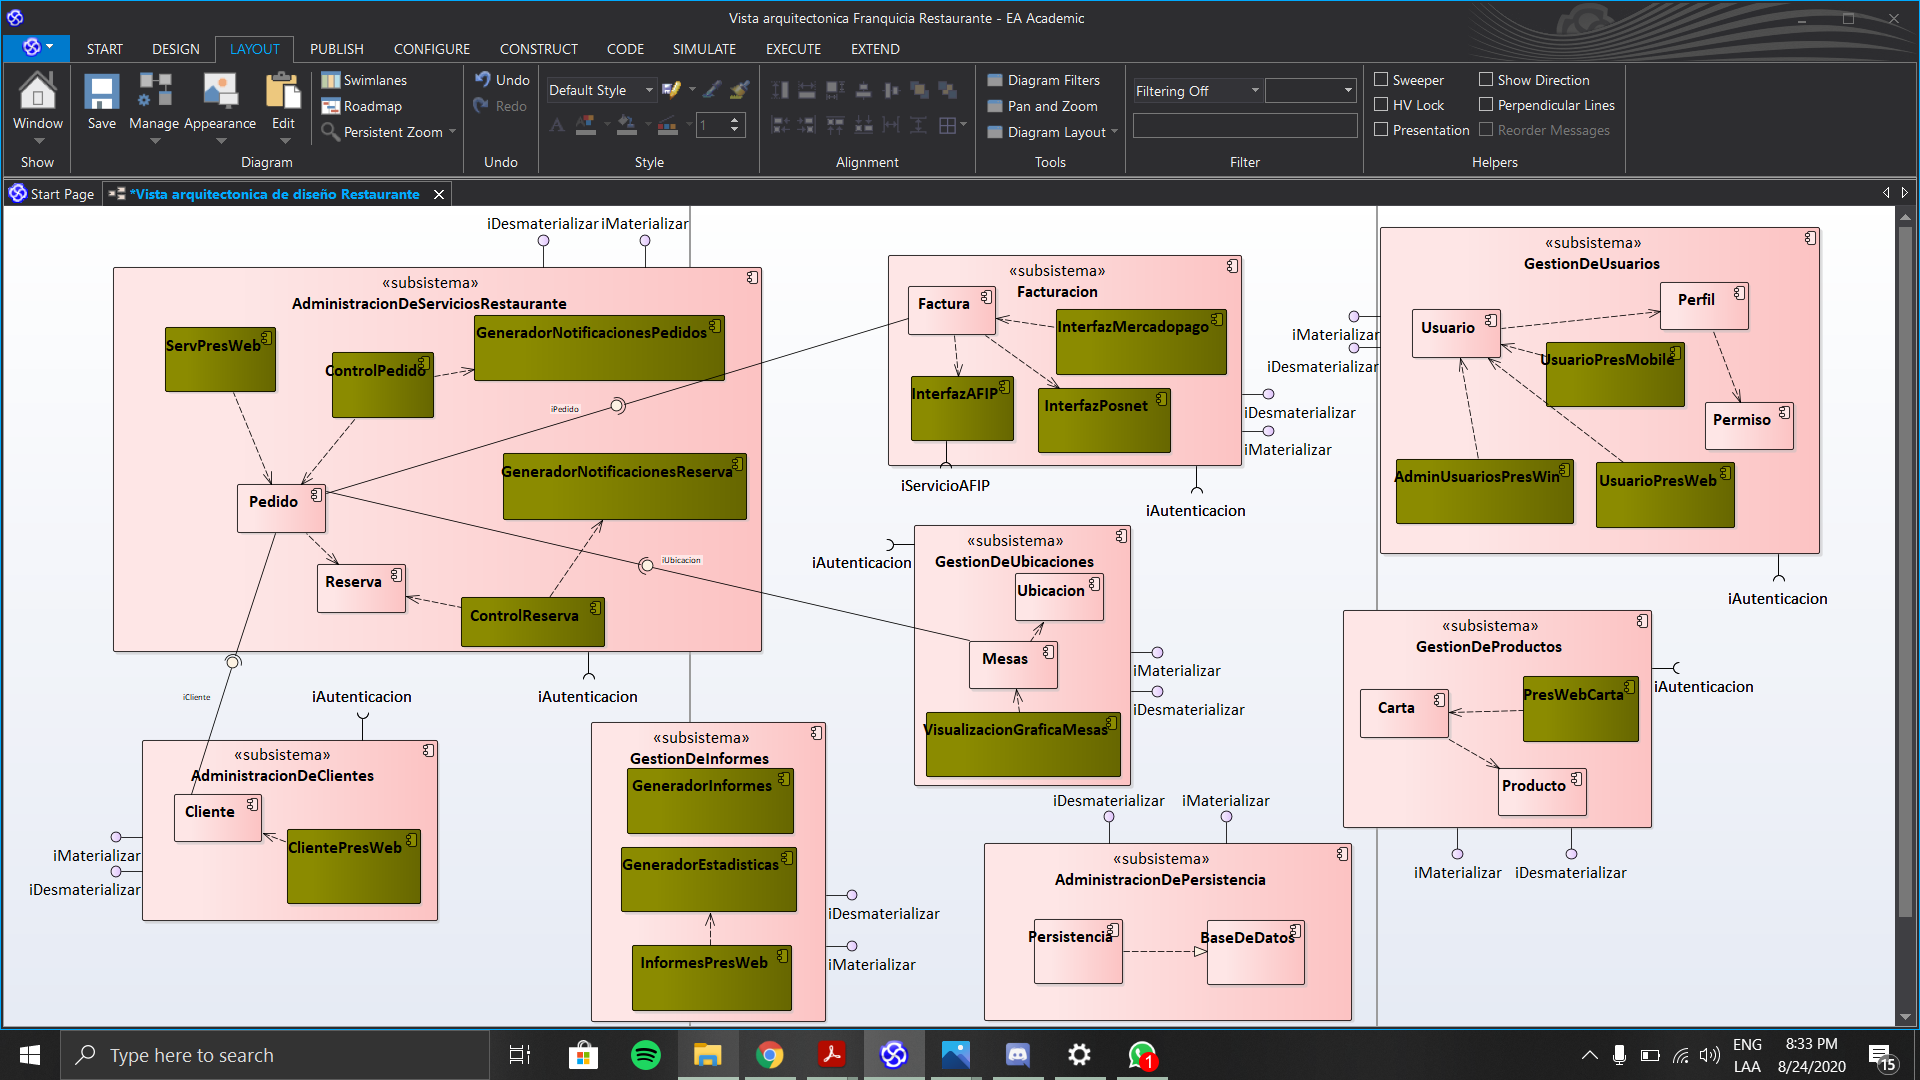 Vista arquitectonica Franquicia Restaurante - EA Academic
START DESIGN LAYOUT PUBLISH CONFIGURE CONSTRUCT CODE SIMULATE EXECUTE EXTEND
Window
Show
Save
Manage
Appearance
Edit
Swimlanes
Roadmap
Persistent Zoom
Diagram
Undo
Redo
Undo
Default Style
1
Style
Alignment
Diagram Filters
Pan and Zoom
Diagram Layout
Tools
Filtering Off
Filter
Sweeper
HV Lock
Presentation
Show Direction
Perpendicular Lines
Reorder Messages
Helpers
Start Page
*Vista arquitectonica de diseño Restaurante
iDesmaterializar
iMaterializar
«subsistema»
AdministracionDeServiciosRestaurante
ServPresWeb
ControlPedido
GeneradorNotificacionesPedidos
iPedido
GeneradorNotificacionesReserva
Pedido
Reserva
ControlReserva
iUbicacion
iCliente
iAutenticacion
iAutenticacion
«subsistema»
AdministracionDeClientes
Cliente
ClientePresWeb
iMaterializar
iDesmaterializar
«subsistema»
GestionDeInformes
GeneradorInformes
GeneradorEstadisticas
InformesPresWeb
iDesmaterializar
iMaterializar
«subsistema»
Facturacion
Factura
InterfazMercadopago
InterfazAFIP
InterfazPosnet
iDesmaterializar
iMaterializar
iServicioAFIP
iAutenticacion
iAutenticacion
«subsistema»
GestionDeUbicaciones
Ubicacion
Mesas
VisualizacionGraficaMesas
iMaterializar
iDesmaterializar
iDesmaterializar
iMaterializar
«subsistema»
AdministracionDePersistencia
Persistencia
BaseDeDatos
«subsistema»
GestionDeUsuarios
iMaterializar
iDesmaterializar
Usuario
Perfil
UsuarioPresMobile
Permiso
AdminUsuariosPresWin
UsuarioPresWeb
iAutenticacion
«subsistema»
GestionDeProductos
iAutenticacion
Carta
PresWebCarta
Producto
iMaterializar
iDesmaterializar
Type here to search
1
ENG
LAA
8:33 PM
8/24/2020
15